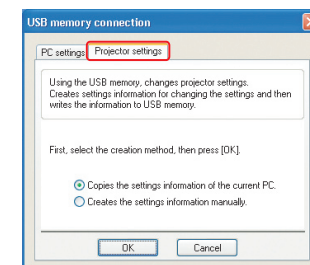 USB memory connection
PC settings Projector settings
Using the USB memory, changes projector settings.
Creates settings information for changing the settings and then
writes the information to USB memory.
First, select the creation method, then press [OK].
Copies the settings information of the current PC.
Creates the settings information manually.
OK Cancel